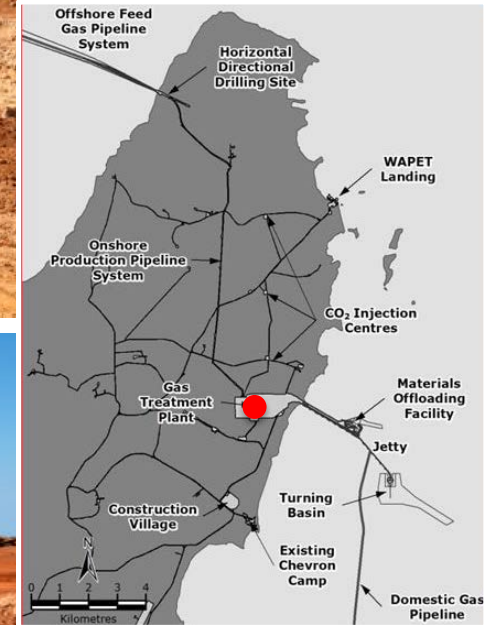 Offshore Feed
Gas Pipeline
System
Horizontal
Directional
Drilling Site
WAPET
Landing
Onshore
Production Pipeline
System
CO₂ Injection
Centres
Gas
Treatment
Plant
Materials
Offloading
Facility
Jetty
Turning
Basin
Construction
Village
N
Existing
Chevron
Camp
0 1 2 3 4
Kilometres
Domestic Gas
Pipeline